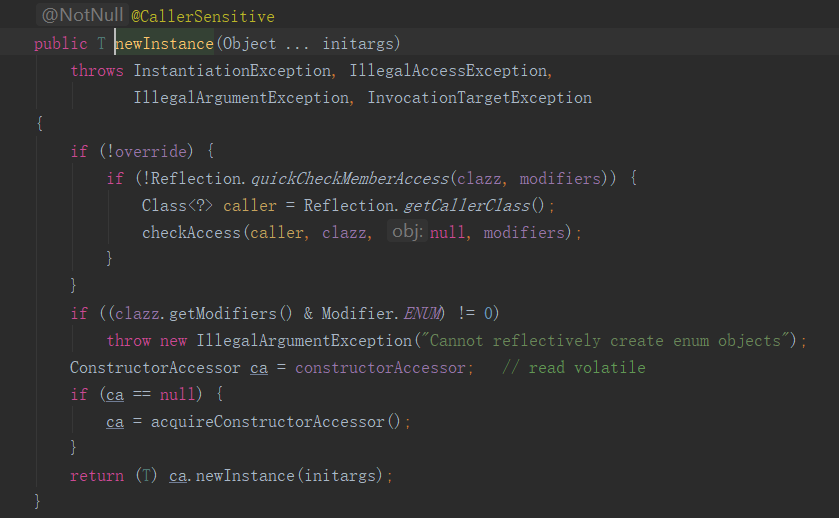 @NotNull @CallerSensitive
public T newInstance(Object ... initargs)
    throws InstantiationException, IllegalAccessException,
           IllegalArgumentException, InvocationTargetException
{
    if (!override) {
        if (!Reflection.quickCheckMemberAccess(clazz, modifiers)) {
            Class<?> caller = Reflection.getCallerClass();
            checkAccess(caller, clazz, obj: null, modifiers);
        }
    }
    if ((clazz.getModifiers() & Modifier.ENUM) != 0)
        throw new IllegalArgumentException("Cannot reflectively create enum objects");
    ConstructorAccessor ca = constructorAccessor;   // read volatile
    if (ca == null) {
        ca = acquireConstructorAccessor();
    }
    return (T) ca.newInstance(initargs);
}